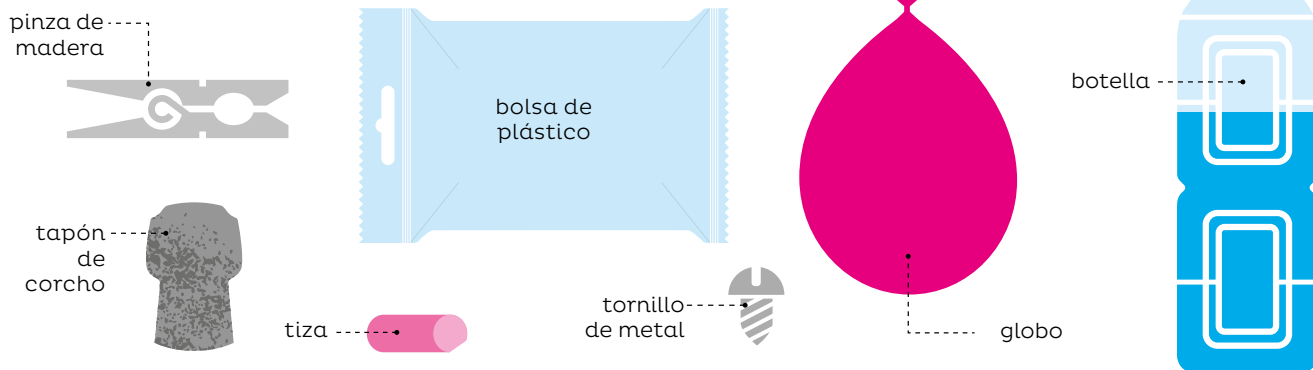 pinza de
madera
bolsa de
plástico
botella
tapón
de
corcho
tiza
tornillo
de metal
globo